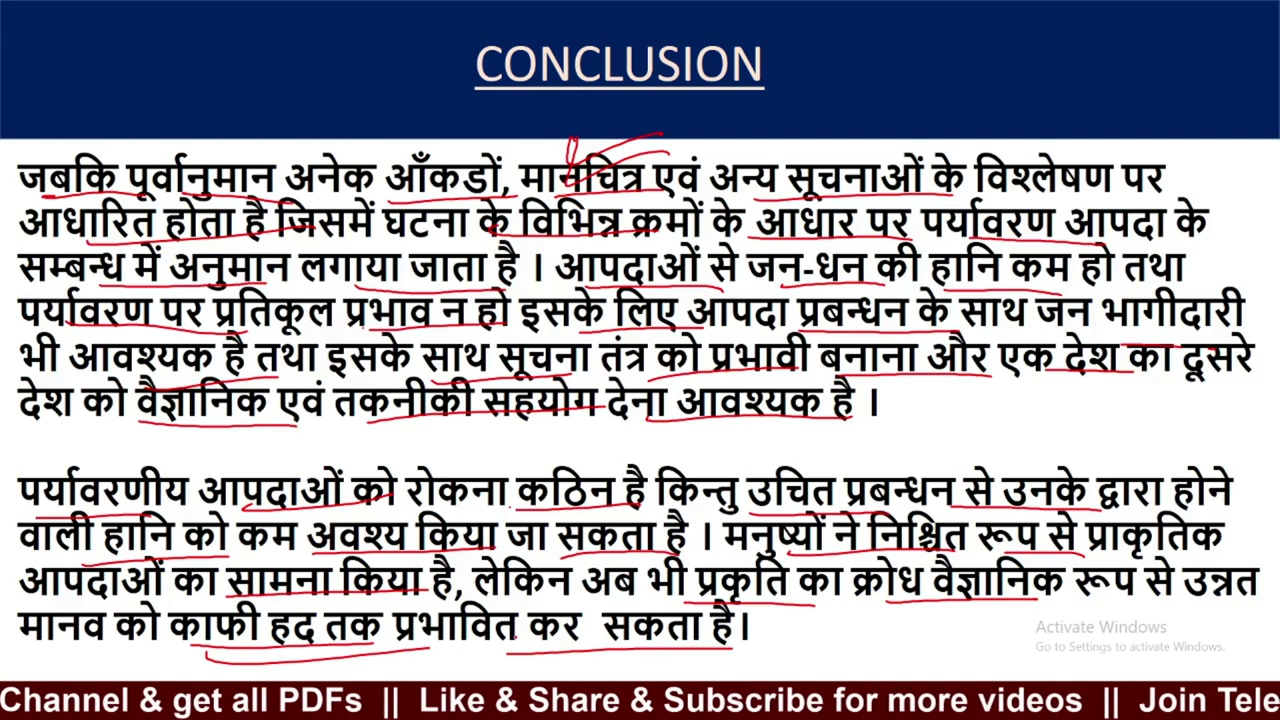 CONCLUSION
जबकि पूर्वानुमान अनेक आँकडों, मानचित्र एवं अन्य सूचनाओं के विश्लेषण पर
आधारित होता है जिसमें घटना के विभिन्न क्रमों के आधार पर पर्यावरण आपदा के
सम्बन्ध में अनुमान लगाया जाता है । आपदाओं से जन-धन की हानि कम हो तथा
पर्यावरण पर प्रतिकूल प्रभाव न हो इसके लिए आपदा प्रबन्धन के साथ जन भागीदारी
भी आवश्यक है तथा इसके साथ सूचना तंत्र को प्रभावी बनाना और एक देश का दूसरे
देश को वैज्ञानिक एवं तकनीकी सहयोग देना आवश्यक है ।
पर्यावरणीय आपदाओं को रोकना कठिन है किन्तु उचित प्रबन्धन से उनके द्वारा होने
वाली हानि को कम अवश्य किया जा सकता है । मनुष्यों ने निश्चित रूप से प्राकृतिक
आपदाओं का सामना किया है, लेकिन अब भी प्रकृति का क्रोध वैज्ञानिक रूप से उन्नत
मानव को काफी हद तक प्रभावित कर सकता है।
Activate Windows
Go to Settings to activate Windows.
Channel & get all PDFs || Like & Share & Subscribe for more videos || Join Tele